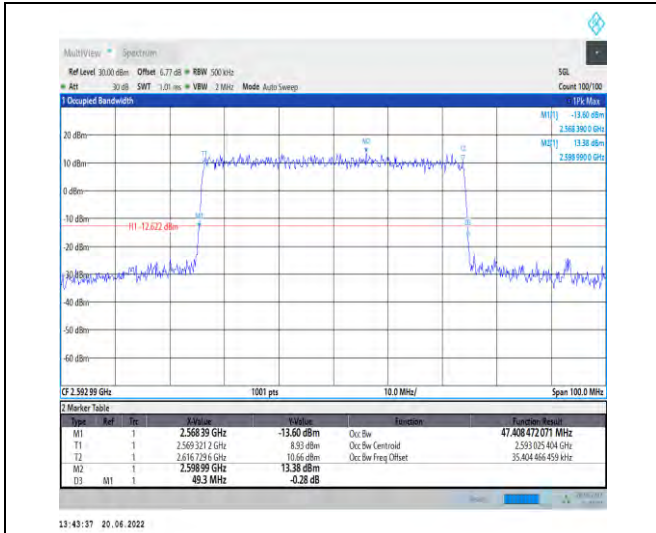 MultiView Spectrum
Ref Level 30.00 dBm Offset 6.77 dB RBW 500 kHz SGL
Att 30 dB SWT 1.01 ms VBW 2 MHz Mode Auto Sweep Count 100/100
1 Occupied Bandwidth 1Pk Max
M1[1] -13.60 dBm
2.568 390 0 GHz
M2[1] 13.38 dBm
2.598 990 0 GHz
20 dBm
10 dBm
0 dBm
-10 dBm
H1 -12.622 dBm
-20 dBm
-30 dBm
-40 dBm
-50 dBm
-60 dBm
M1
M2
T1
T2
D3
CF 2.592 99 GHz 1001 pts 10.0 MHz/ Span 100.0 MHz
2 Marker Table
Type Ref Trc X-Value Y-Value Function Function Result
M1 1 2.568 39 GHz -13.60 dBm Occ Bw 47.408 472 071 MHz
T1 1 2.569 321 2 GHz 8.93 dBm Occ Bw Centroid 2.593 025 404 GHz
T2 1 2.616 729 6 GHz 10.66 dBm Occ Bw Freq Offset 35.404 466 459 kHz
M2 1 2.598 99 GHz 13.38 dBm
D3 M1 1 49.3 MHz -0.28 dB
13:43:37 20.06.2022